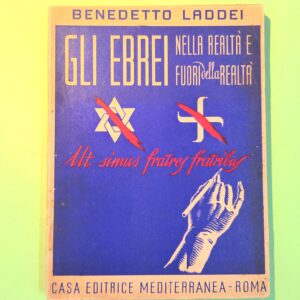 BENEDETTO LADDEI
GLI EBREI NELLA REALTÀ E
FUORI della REALTÀ
Ut simus fratres fratribus
CASA EDITRICE MEDITERRANEA - ROMA